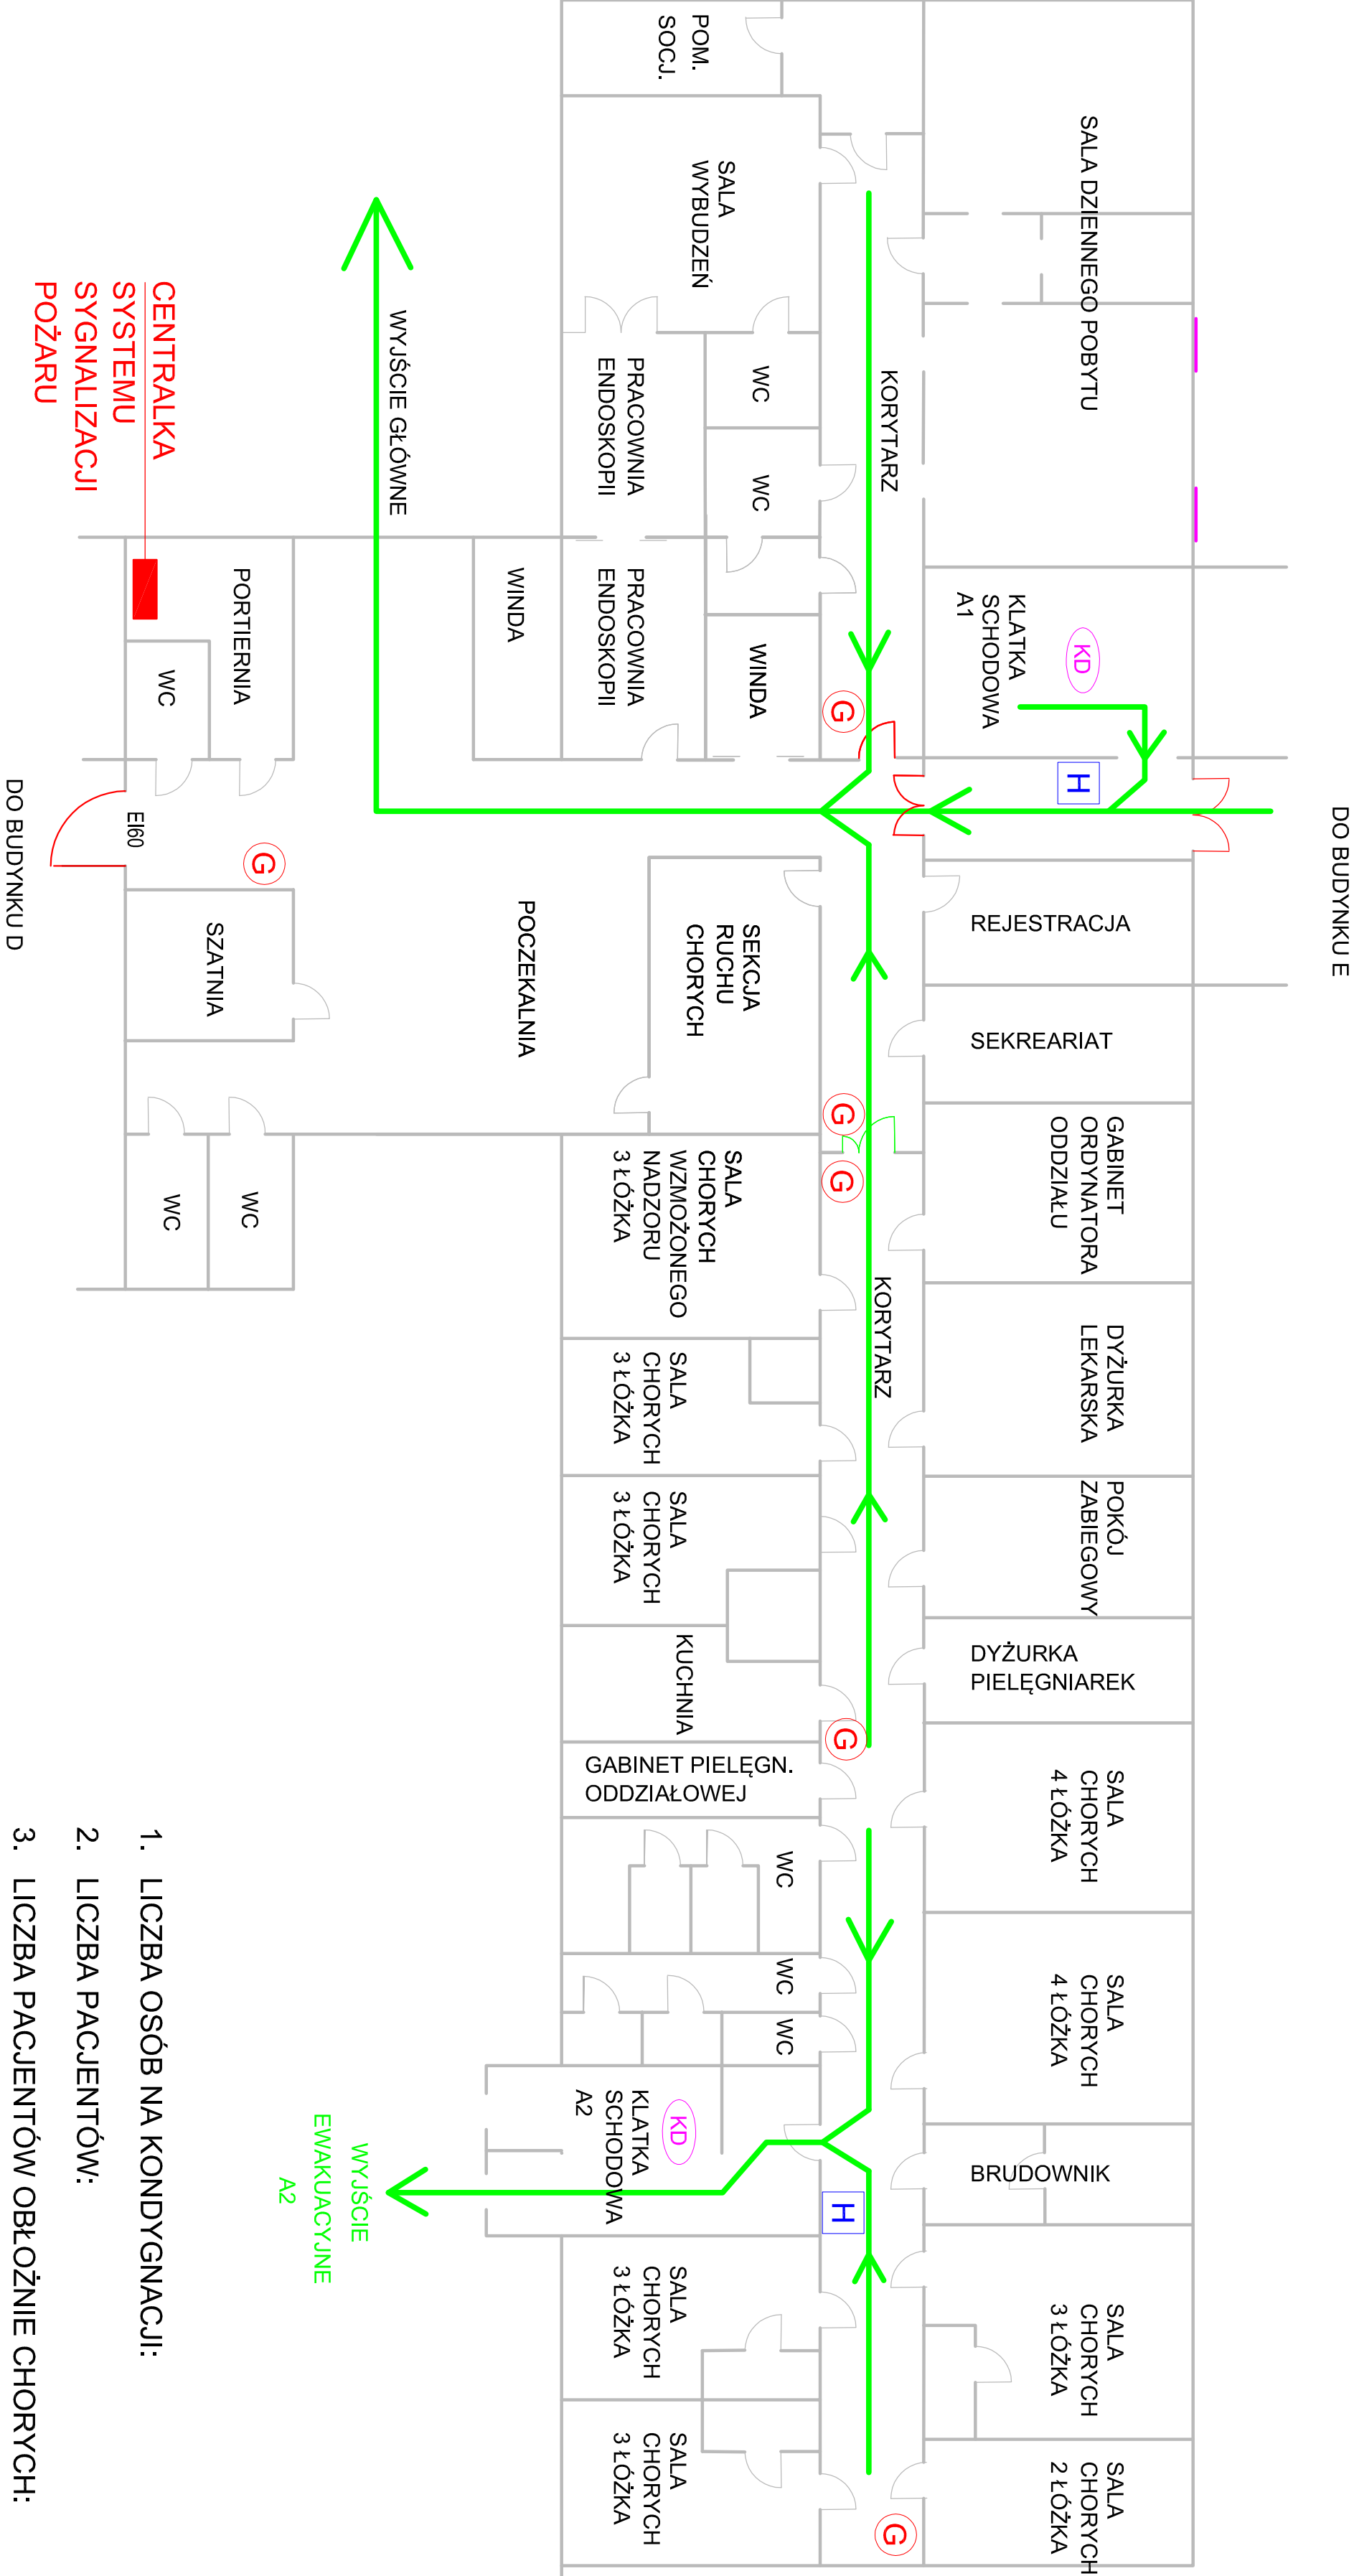 DO BUDYNKU E
SALA DZIENNEGO POBYTU
KD
KLATKA
SCHODOWA
A1
H
REJESTRACJA
SEKREARIAT
GABINET
ORDYNATORA
ODDZIAŁU
DYŻURKA
LEKARSKA
POKÓJ
ZABIEGOWY
DYŻURKA
PIELĘGNIAREK
SALA
CHORYCH
4 ŁÓŻKA
SALA
CHORYCH
4 ŁÓŻKA
BRUDOWNIK
SALA
CHORYCH
3 ŁÓŻKA
SALA
CHORYCH
2 ŁÓŻKA
KORYTARZ
G
G
G
KORYTARZ
G
H
G
POM.
SOCJ.
SALA
WYBUDZEŃ
WC
WC
WINDA
PRACOWNIA
ENDOSKOPII
PRACOWNIA
ENDOSKOPII
WINDA
SEKCJA
RUCHU
CHORYCH
POCZEKALNIA
SALA
CHORYCH
WZMOŻONEGO
NADZORU
3 ŁÓŻKA
SALA
CHORYCH
3 ŁÓŻKA
SALA
CHORYCH
3 ŁÓŻKA
KUCHNIA
GABINET PIELĘGN.
ODDZIAŁOWEJ
WC
WC
WC
KD
KLATKA
SCHODOWA
A2
SALA
CHORYCH
3 ŁÓŻKA
SALA
CHORYCH
3 ŁÓŻKA
WYJŚCIE GŁÓWNE
WYJŚCIE
EWAKUACYJNE
A2
PORTIERNIA
WC
G
EI60
SZATNIA
WC
WC
CENTRALKA
SYSTEMU
SYGNALIZACJI
POŻARU
DO BUDYNKU D
1. LICZBA OSÓB NA KONDYGNACJI:
2. LICZBA PACJENTÓW:
3. LICZBA PACJENTÓW OBŁOŻNIE CHORYCH: